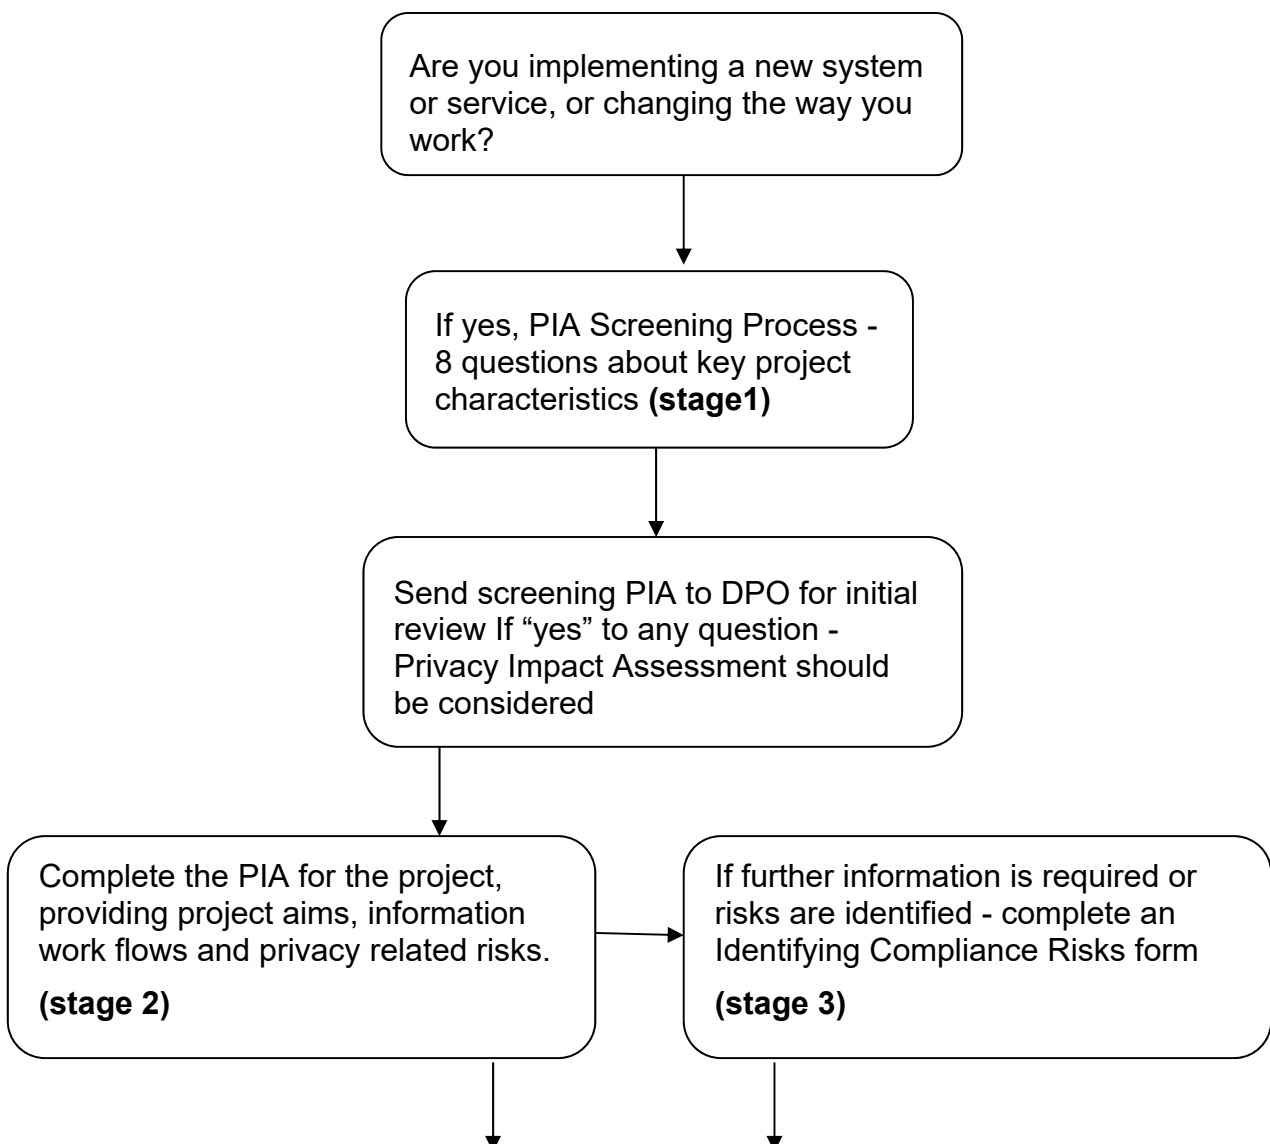 Are you implementing a new system
or service, or changing the way you
work?
If yes, PIA Screening Process -
8 questions about key project
characteristics (stage1)
Send screening PIA to DPO for initial
review If “yes” to any question -
Privacy Impact Assessment should
be considered
Complete the PIA for the project,
providing project aims, information
work flows and privacy related risks.
(stage 2)
If further information is required or
risks are identified - complete an
Identifying Compliance Risks form
(stage 3)